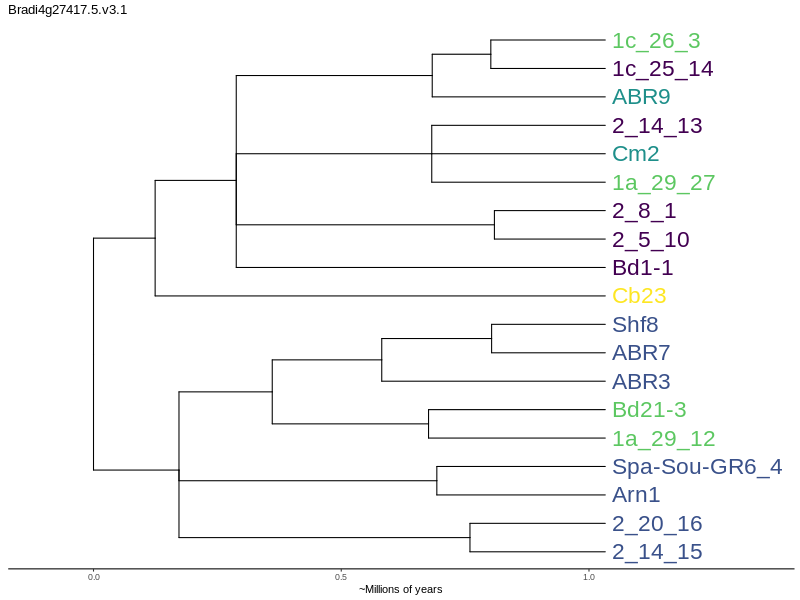 Bradi4g27417.5.v3.1
1c_26_3
1c_25_14
ABR9
2_14_13
Cm2
1a_29_27
2_8_1
2_5_10
Bd1-1
Cb23
Shf8
ABR7
ABR3
Bd21-3
1a_29_12
Spa-Sou-GR6_4
Arn1
2_20_16
2_14_15
0.0 0.5 1.0
~Millions of years